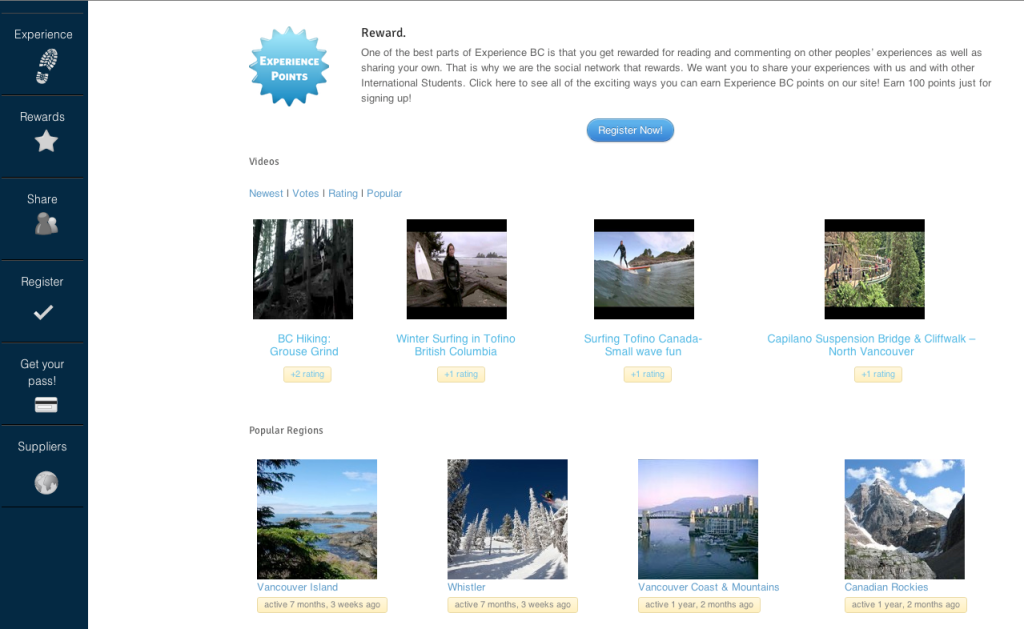 Experience
Rewards
Share
Register
Get your
pass!
Suppliers
EXPERIENCE
POINTS
Reward.
One of the best parts of Experience BC is that you get rewarded for reading and commenting on other peoples' experiences as well as
sharing your own. That is why we are the social network that rewards. We want you to share your experiences with us and with other
International Students. Click here to see all of the exciting ways you can earn Experience BC points on our site! Earn 100 points just for
signing up!
Register Now!
Videos
Newest | Votes | Rating | Popular
BC Hiking:
Grouse Grind
+2 rating
Winter Surfing in Tofino
British Columbia
+1 rating
Surfing Tofino Canada-
Small wave fun
+1 rating
Capilano Suspension Bridge & Cliffwalk –
North Vancouver
+1 rating
Popular Regions
Vancouver Island
active 7 months, 3 weeks ago
Whistler
active 7 months, 3 weeks ago
Vancouver Coast & Mountains
active 1 year, 2 months ago
Canadian Rockies
active 1 year, 2 months ago